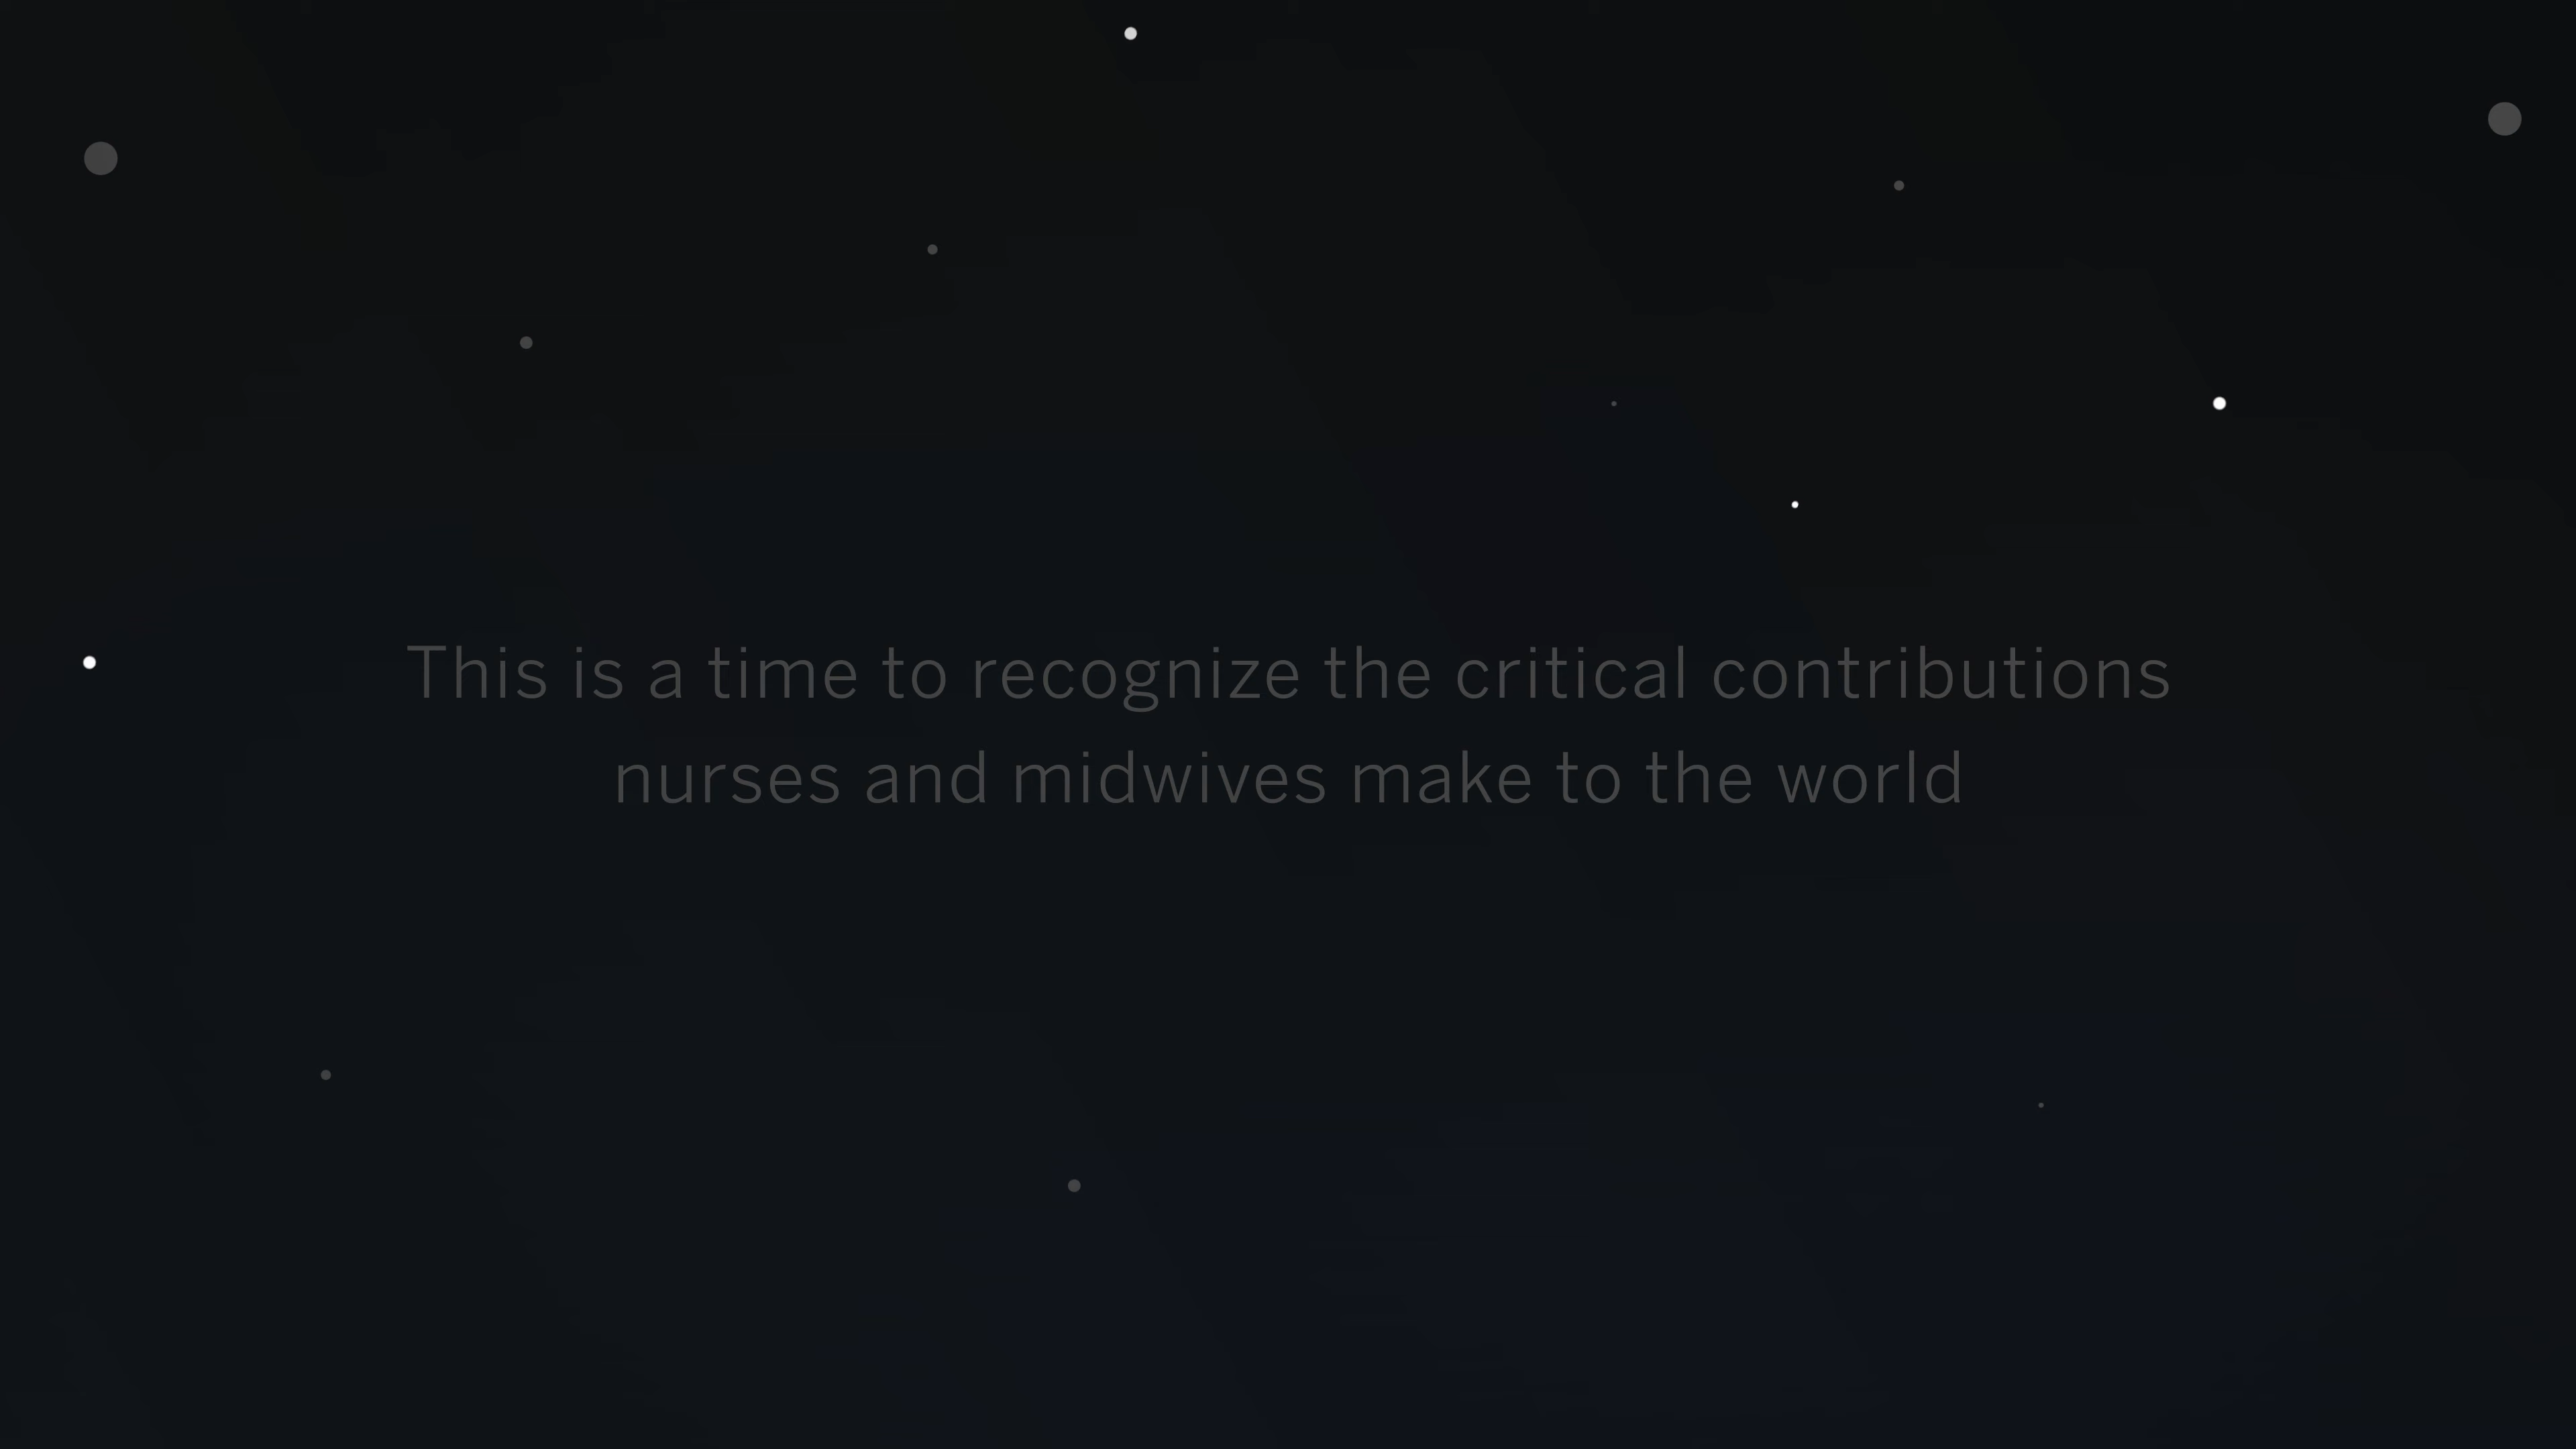 This is a time to recognize the critical contributions
nurses and midwives make to the world